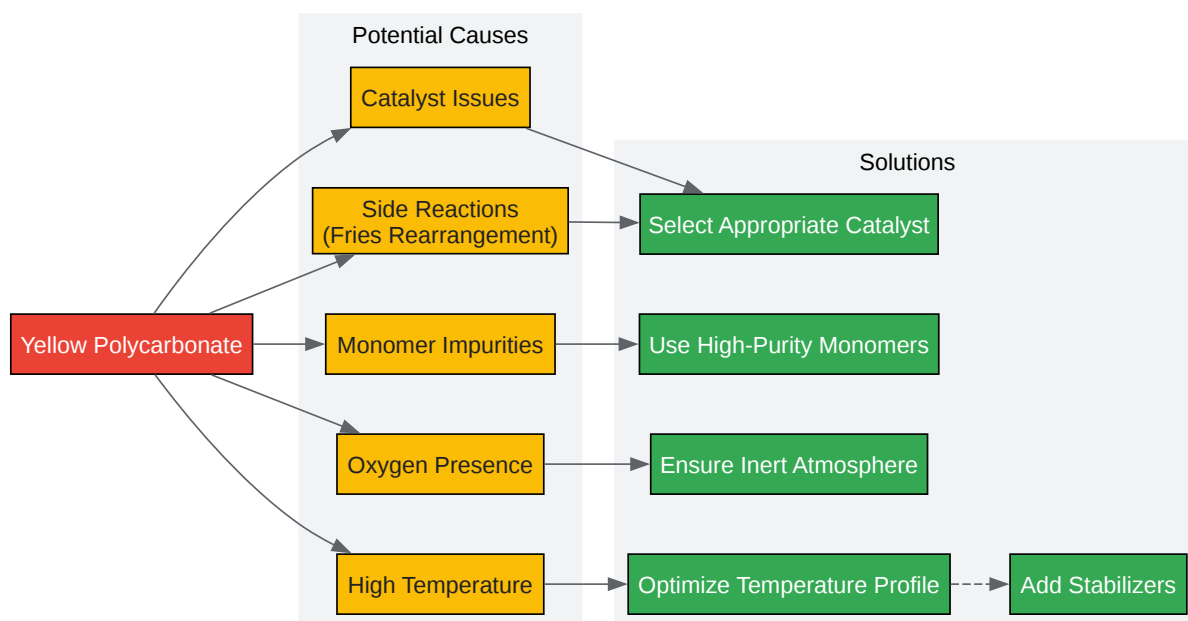 Potential Causes
Catalyst Issues
Solutions
Side Reactions
(Fries Rearrangement)
Select Appropriate Catalyst
Yellow Polycarbonate
Monomer Impurities
Use High-Purity Monomers
Oxygen Presence
Ensure Inert Atmosphere
High Temperature
Optimize Temperature Profile
Add Stabilizers